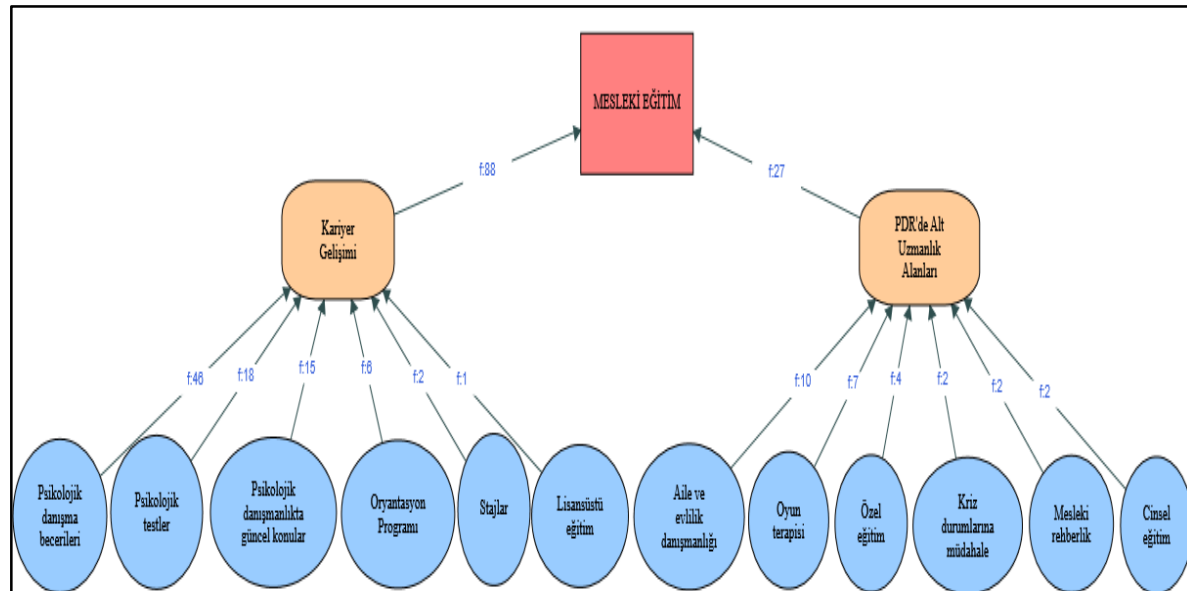 MESLEKİ EĞİTİM
f:88
f:27
Kariyer
Gelişimi
PDR'de Alt
Uzmanlık
Alanları
f:46
f:18
f:15
f:6
f:2
f:1
f:10
f:7
f:4
f:2
f:2
f:2
Psikolojik
danışma
becerileri
Psikolojik
testler
Psikolojik
danışmanlıkta
güncel konular
Oryantasyon
Programı
Stajlar
Lisansüstü
eğitim
Aile ve
evlilik
danışmanlığı
Oyun
terapisi
Özel
eğitim
Kriz
durumlarına
müdahale
Mesleki
rehberlik
Cinsel
eğitim